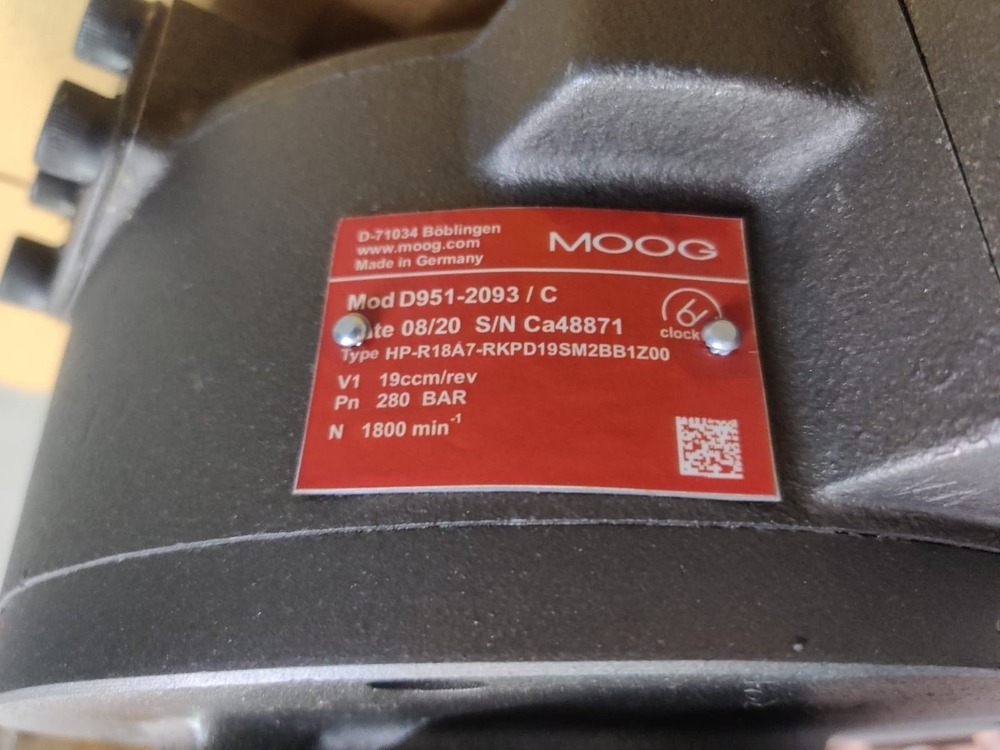 D-71034 Böblingen
www.moog.com
Made in Germany
MOOG
Mod D951-2093 / C
08/20 S/N Ca48871
6
clock
Type HP-R18A7-RKPD19SM2BB1Z00
V1 19ccm/rev
Pn 280 BAR
N 1800 min-1